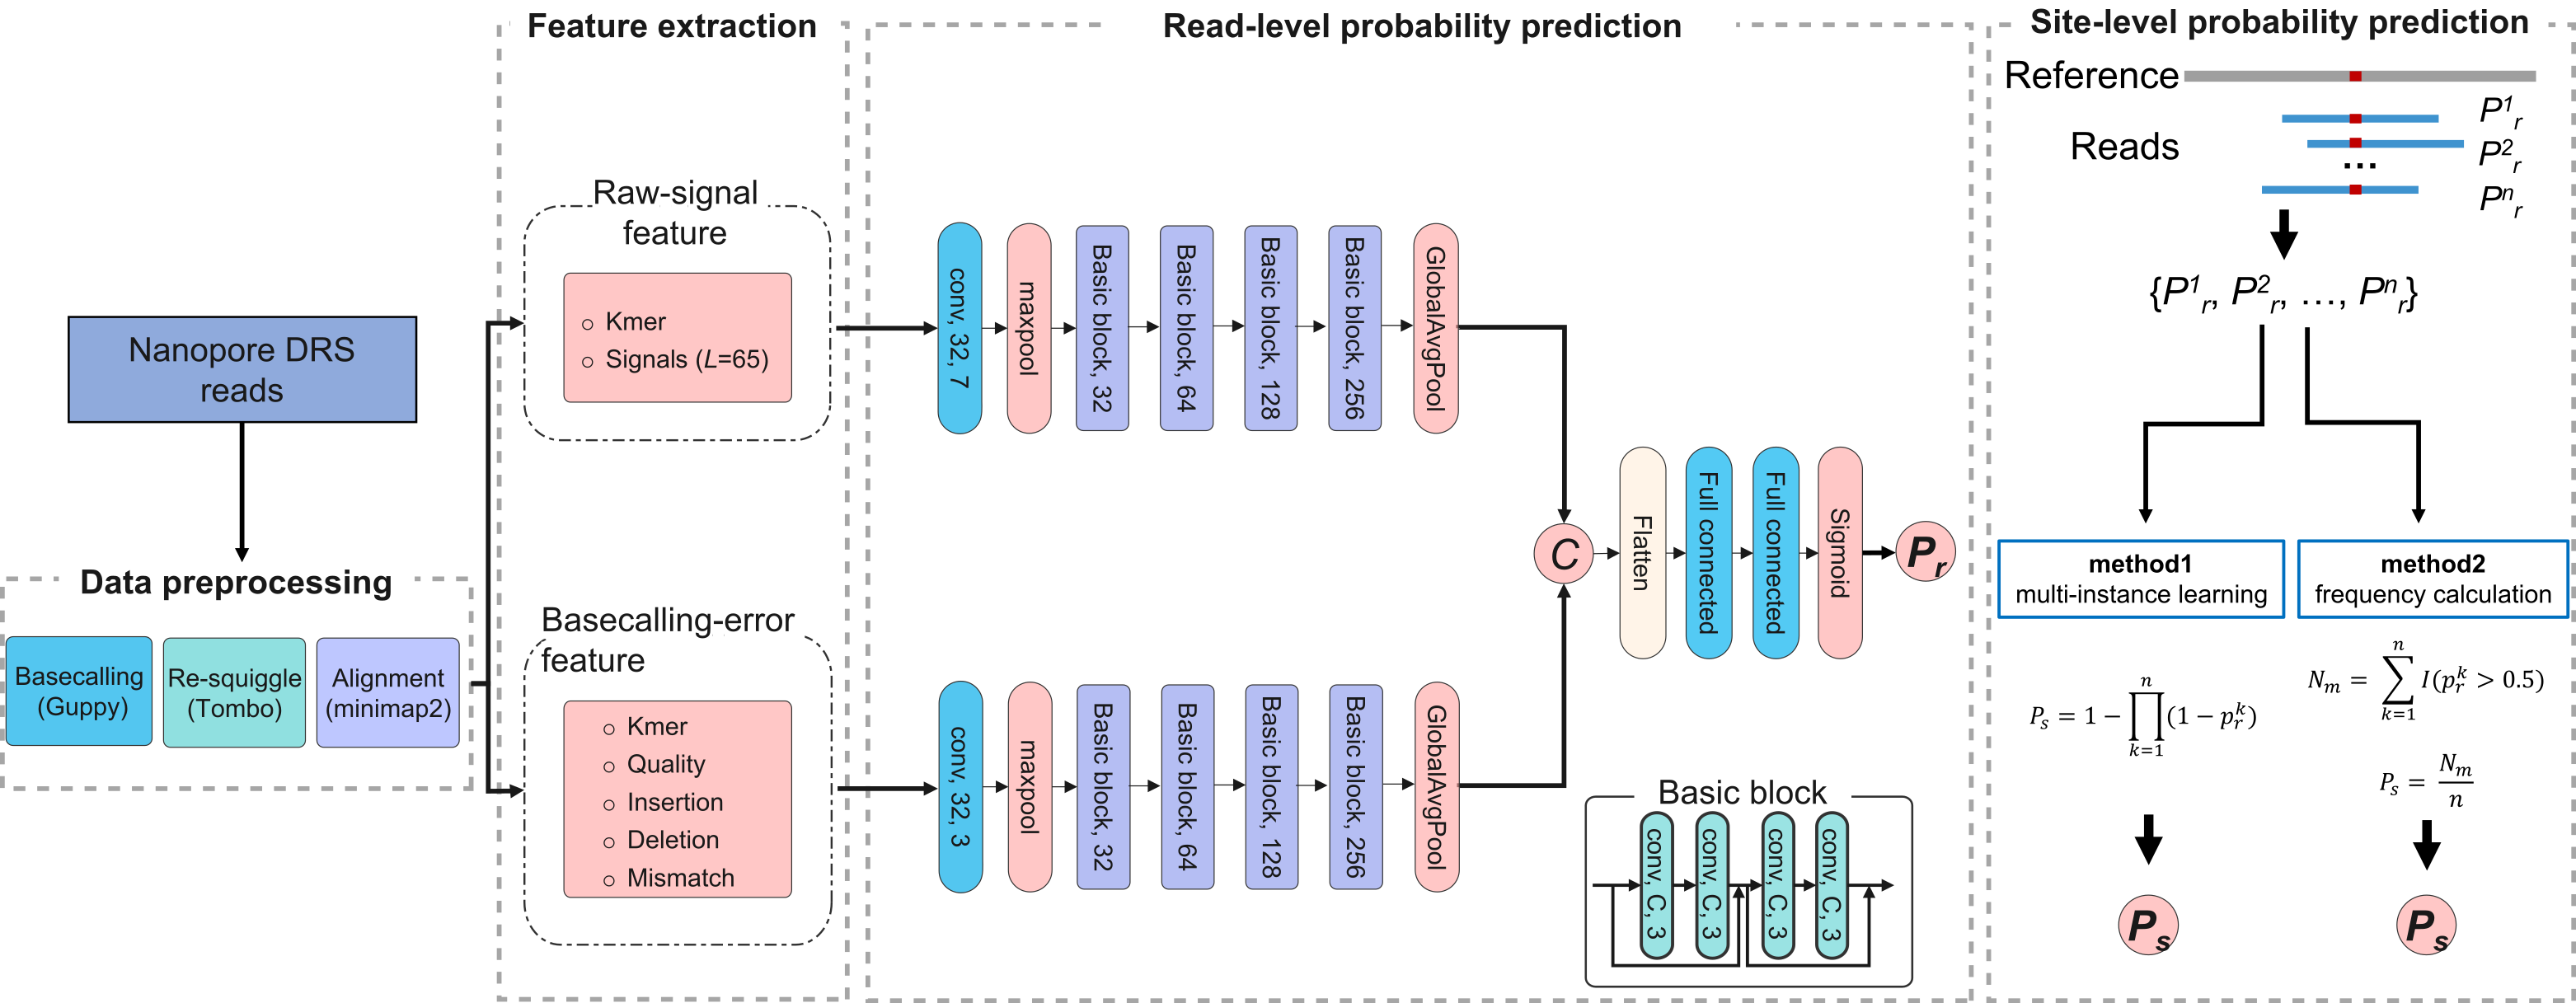 Nanopore DRS
reads
Data preprocessing
Basecalling
(Guppy)
Re-squiggle
(Tombo)
Alignment
(minimap2)
Feature extraction
Raw-signal
feature
Kmer
Signals (L=65)
Basecalling-error
feature
Kmer
Quality
Insertion
Deletion
Mismatch
Read-level probability prediction
conv, 32, 7
maxpool
Basic block, 32
Basic block, 64
Basic block, 128
Basic block, 256
GlobalAvgPool
conv, 32, 3
maxpool
Basic block, 32
Basic block, 64
Basic block, 128
Basic block, 256
GlobalAvgPool
C
Flatten
Full connected
Full connected
Sigmoid
P_r
Basic block
conv, C, 3
conv, C, 3
conv, C, 3
conv, C, 3
Site-level probability prediction
Reference
Reads
P^1_r
P^2_r
...
P^n_r
{P^1_r, P^2_r, …, P^n_r}
method1
multi-instance learning
P_s = 1 − ∏_{k=1}^{n} (1 − p_r^k)
P_s
method2
frequency calculation
N_m = ∑_{k=1}^{n} I(p_r^k > 0.5)
P_s = N_m / n
P_s